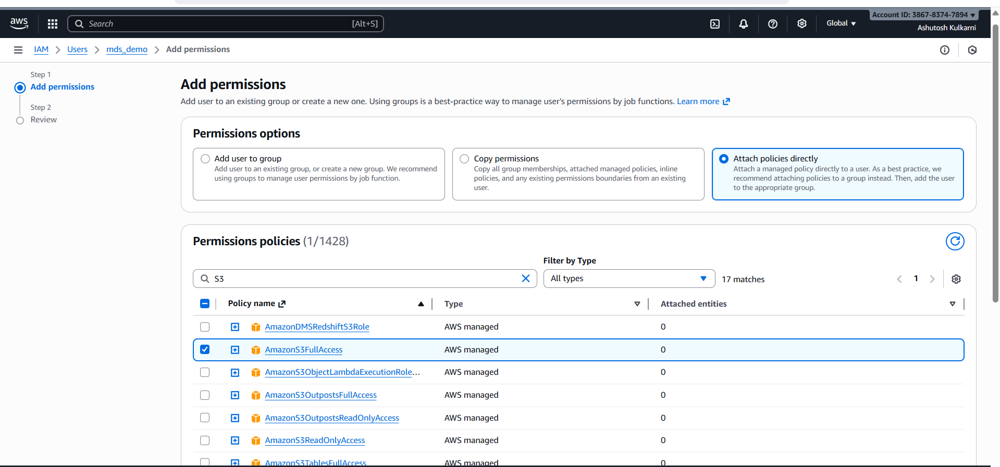 aws
Search [Alt+S]
Global
Account ID: 3867-8374-7894
Ashutosh Kulkarni
IAM
Users
mds_demo
Add permissions
Step 1
Add permissions
Step 2
Review
Add permissions
Add user to an existing group or create a new one. Using groups is a best-practice way to manage user's permissions by job functions. Learn more
Permissions options
Add user to group
Add user to an existing group, or create a new group. We recommend
using groups to manage user permissions by job function.
Copy permissions
Copy all group memberships, attached managed policies, inline
policies, and any existing permissions boundaries from an existing
user.
Attach policies directly
Attach a managed policy directly to a user. As a best practice, we
recommend attaching policies to a group instead. Then, add the user
to the appropriate group.
Permissions policies (1/1428)
Filter by Type
S3
All types
17 matches
1
Policy name Type Attached entities
AmazonDMSRedshiftS3Role AWS managed 0
AmazonS3FullAccess AWS managed 0
AmazonS3ObjectLambdaExecutionRole... AWS managed 0
AmazonS3OutpostsFullAccess AWS managed 0
AmazonS3OutpostsReadOnlyAccess AWS managed 0
AmazonS3ReadOnlyAccess AWS managed 0
AmazonS3TablesFullAccess AWS managed 0